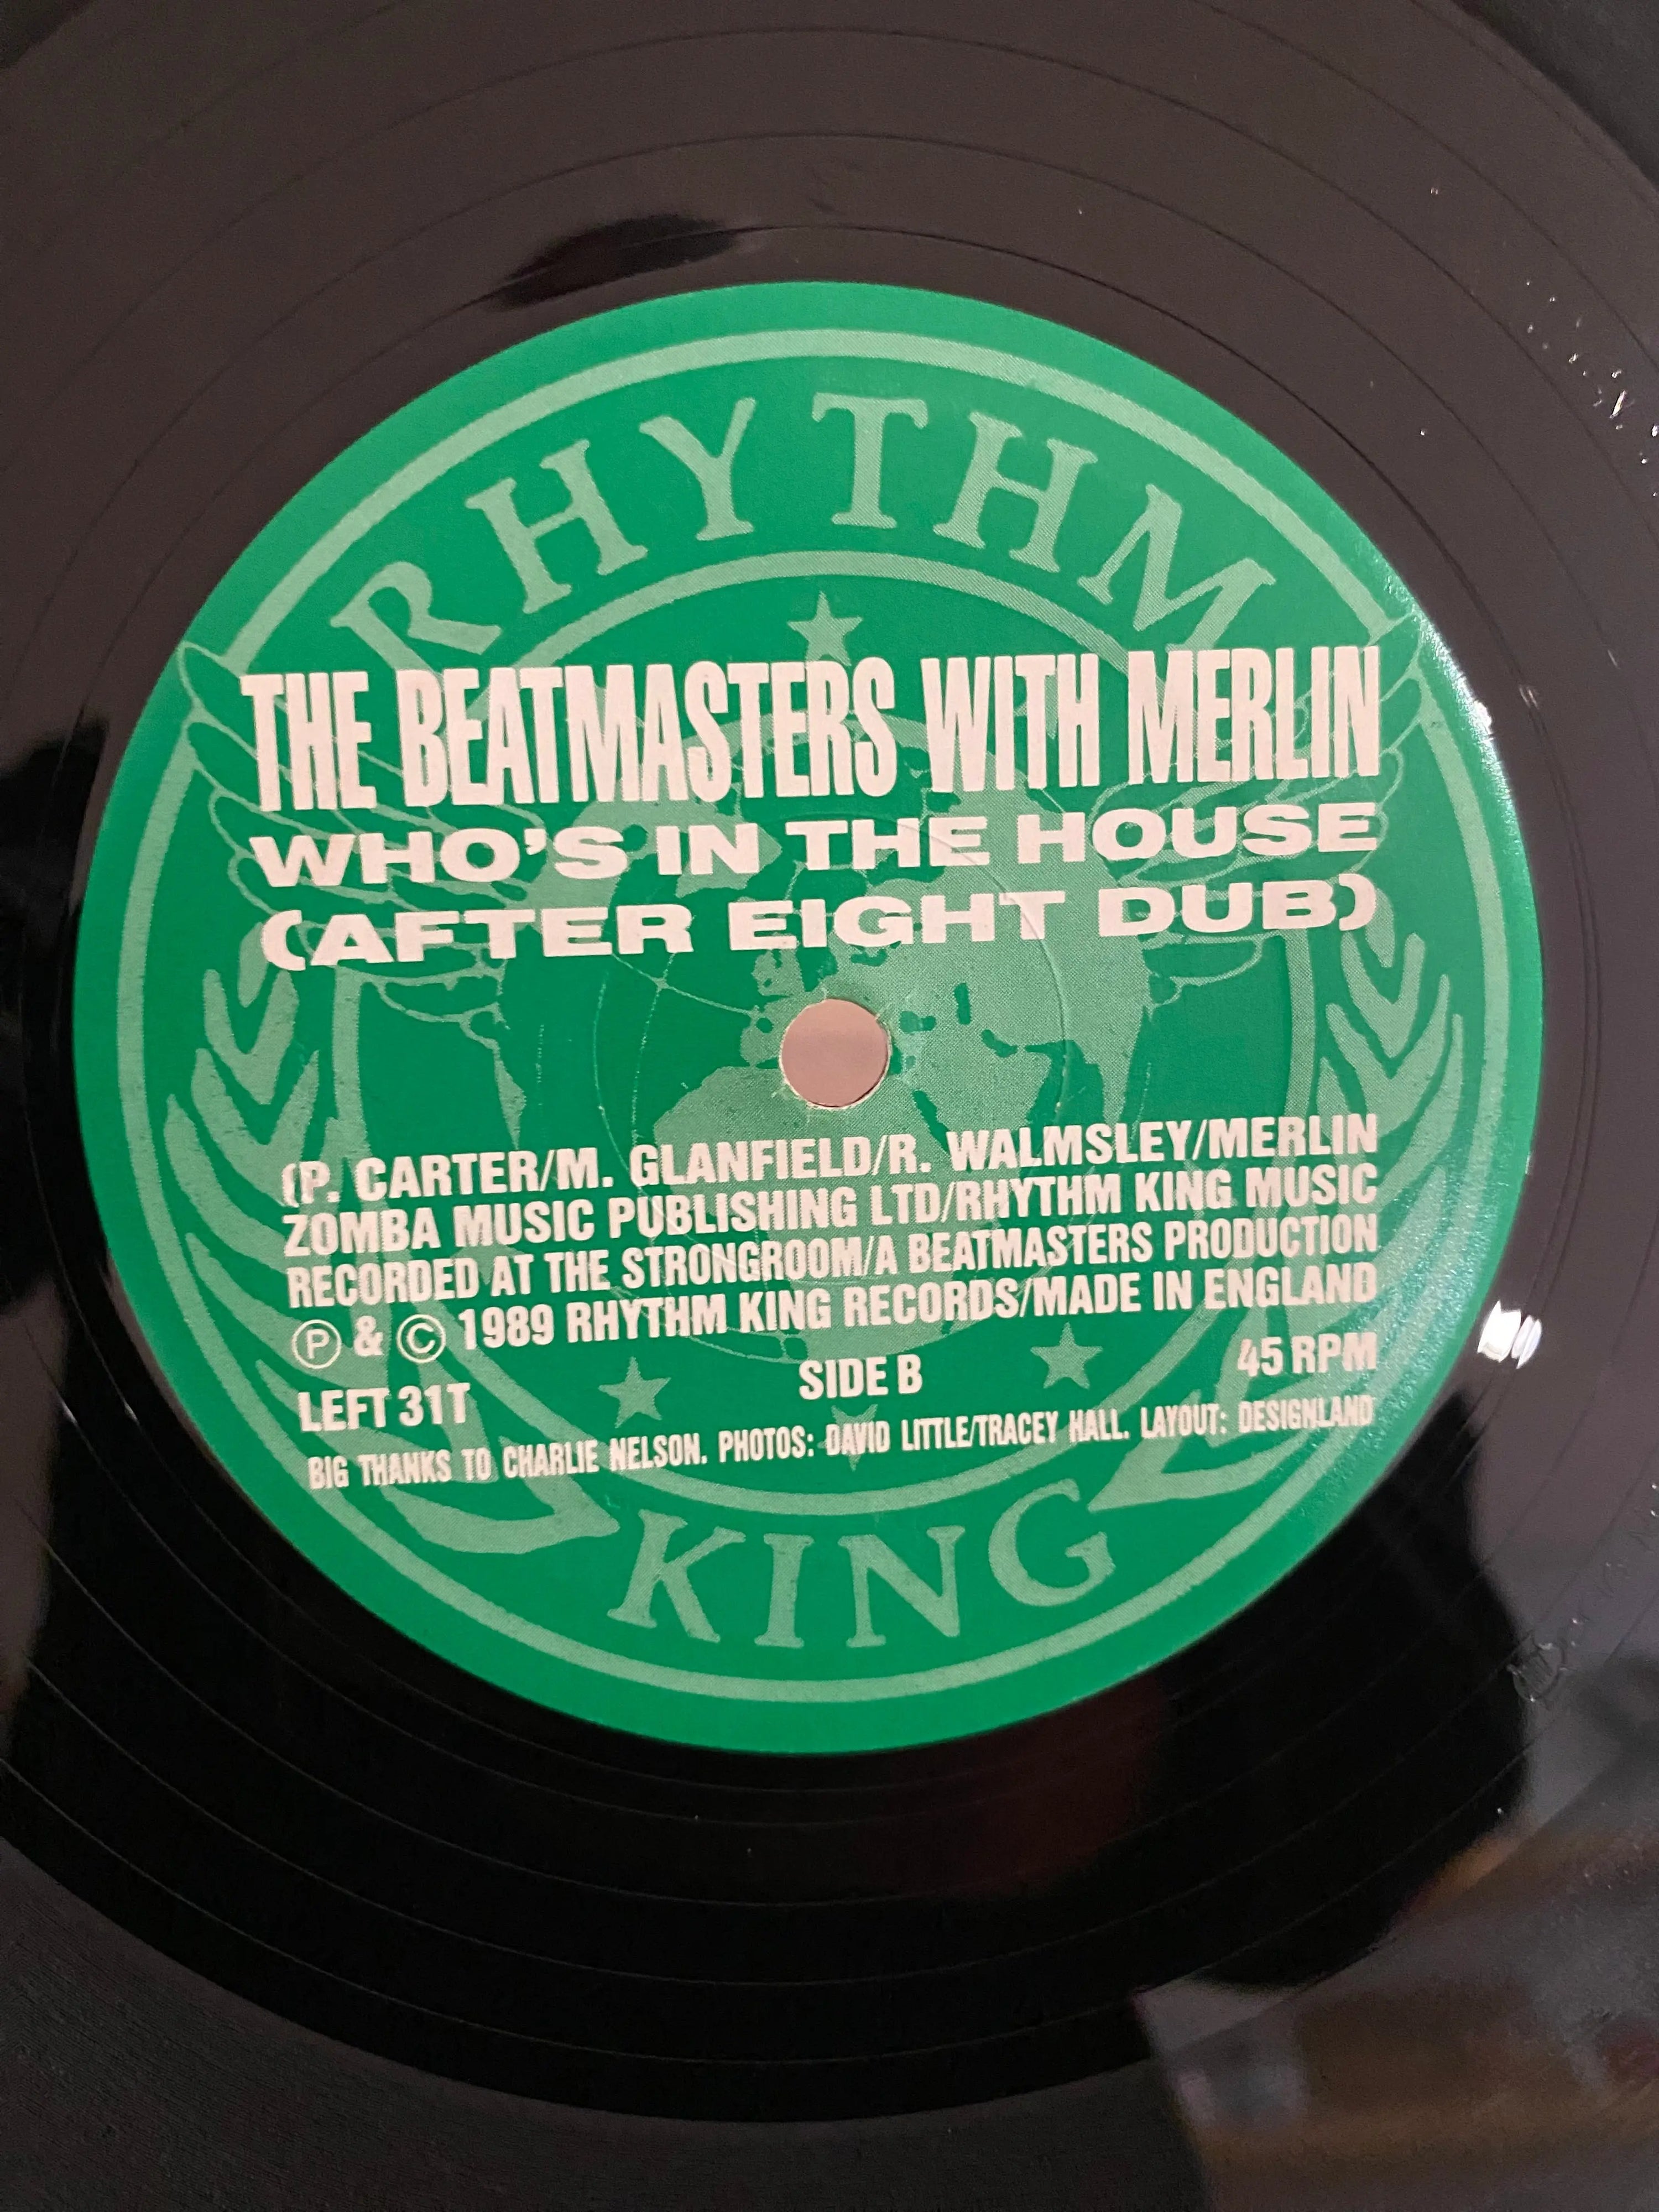 RHYTHM
THE BEATMASTERS WITH MERLIN
WHO'S IN THE HOUSE
(AFTER EIGHT DUB)
(P. CARTER/M. GLANFIELD/R. WALMSLEY/MERLIN
ZOMBA MUSIC PUBLISHING LTD/RHYTHM KING MUSIC
RECORDED AT THE STRONGROOM/A BEATMASTERS PRODUCTION
Ⓟ & © 1989 RHYTHM KING RECORDS/MADE IN ENGLAND
LEFT 31T SIDE B 45 RPM
BIG THANKS TO CHARLIE NELSON. PHOTOS: DAVID LITTLE/TRACEY HALL. LAYOUT: DESIGNLAND
KING